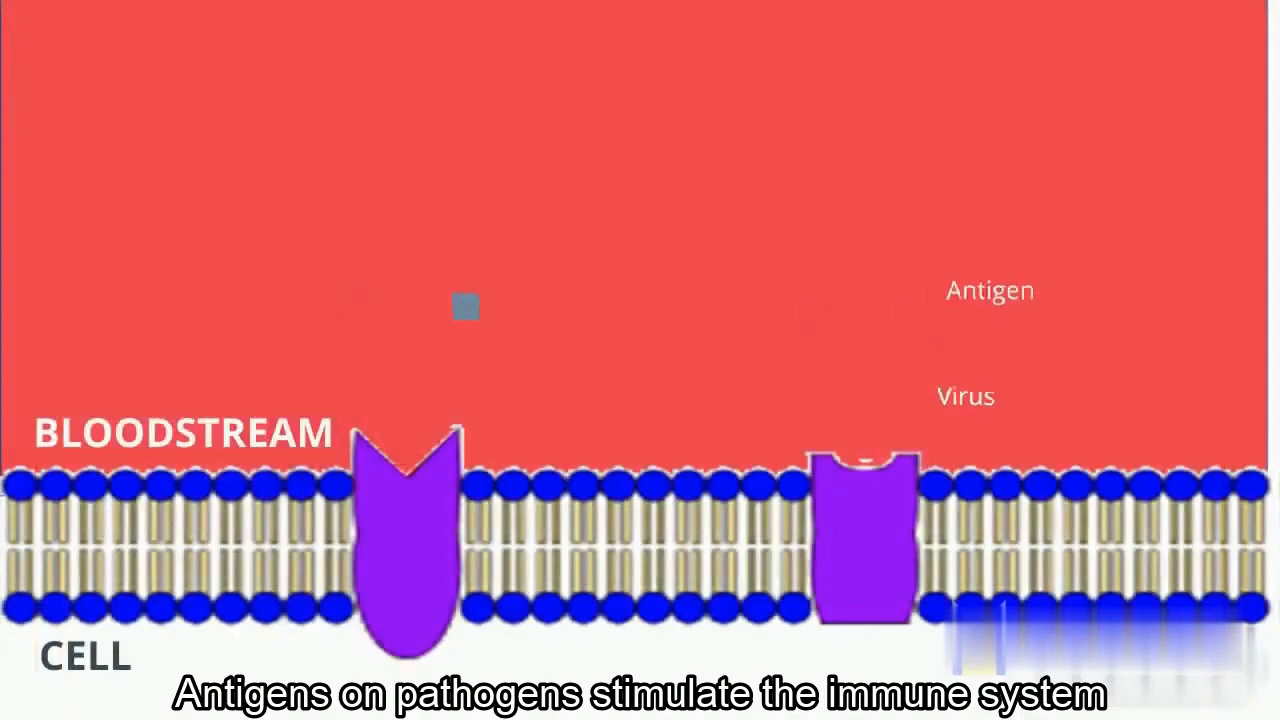 Antigen
Virus
BLOODSTREAM
CELL
Antigens on pathogens stimulate the immune system